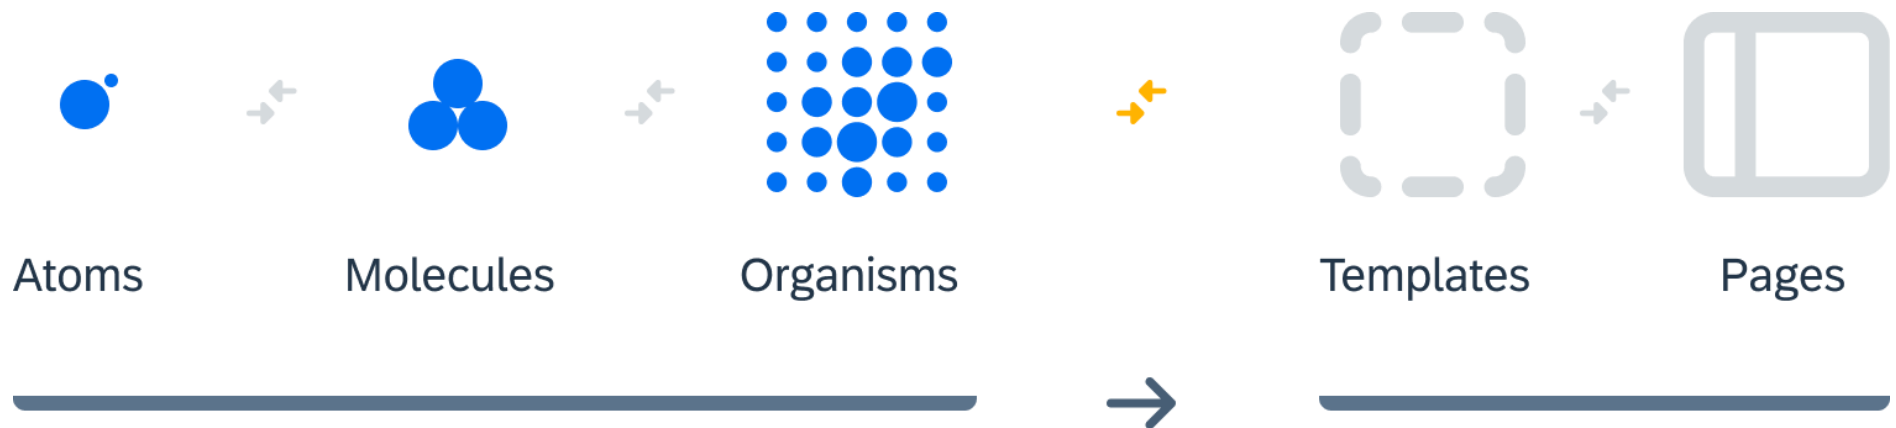 Atoms
Molecules
Organisms
Templates
Pages